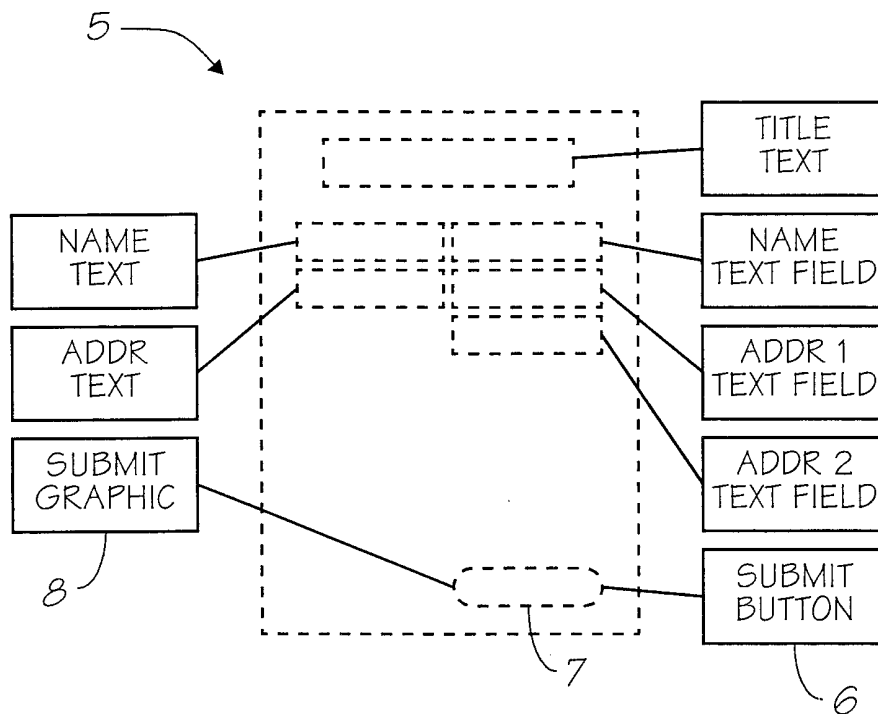 5
TITLE
TEXT
NAME
TEXT
NAME
TEXT FIELD
ADDR
TEXT
ADDR 1
TEXT FIELD
SUBMIT
GRAPHIC
ADDR 2
TEXT FIELD
SUBMIT
BUTTON
8
7
6